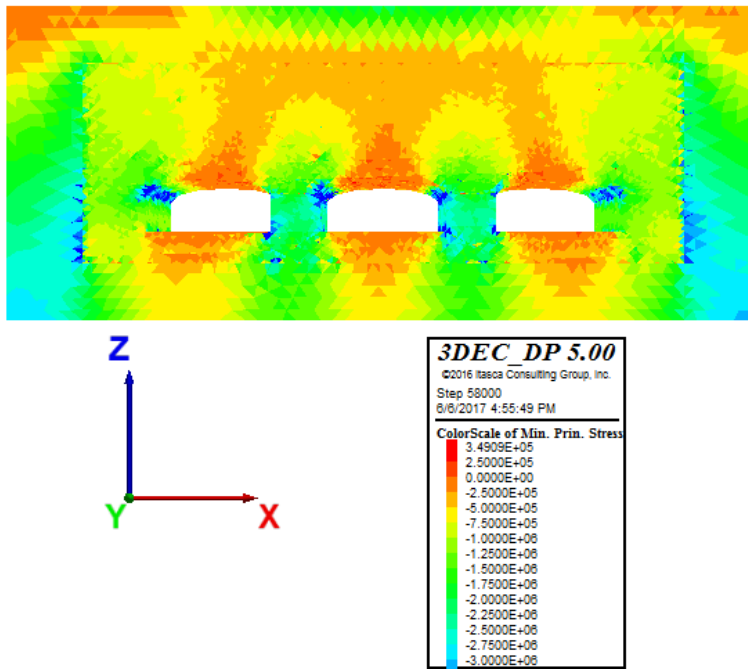 Z
Y
X
3DEC_DP 5.00
©2016 Itasca Consulting Group, Inc.
Step 58000
6/6/2017 4:55:49 PM
ColorScale of Min. Prin. Stress
3.4909E+05
2.5000E+05
0.0000E+00
-2.5000E+05
-5.0000E+05
-7.5000E+05
-1.0000E+06
-1.2500E+06
-1.5000E+06
-1.7500E+06
-2.0000E+06
-2.2500E+06
-2.5000E+06
-2.7500E+06
-3.0000E+06